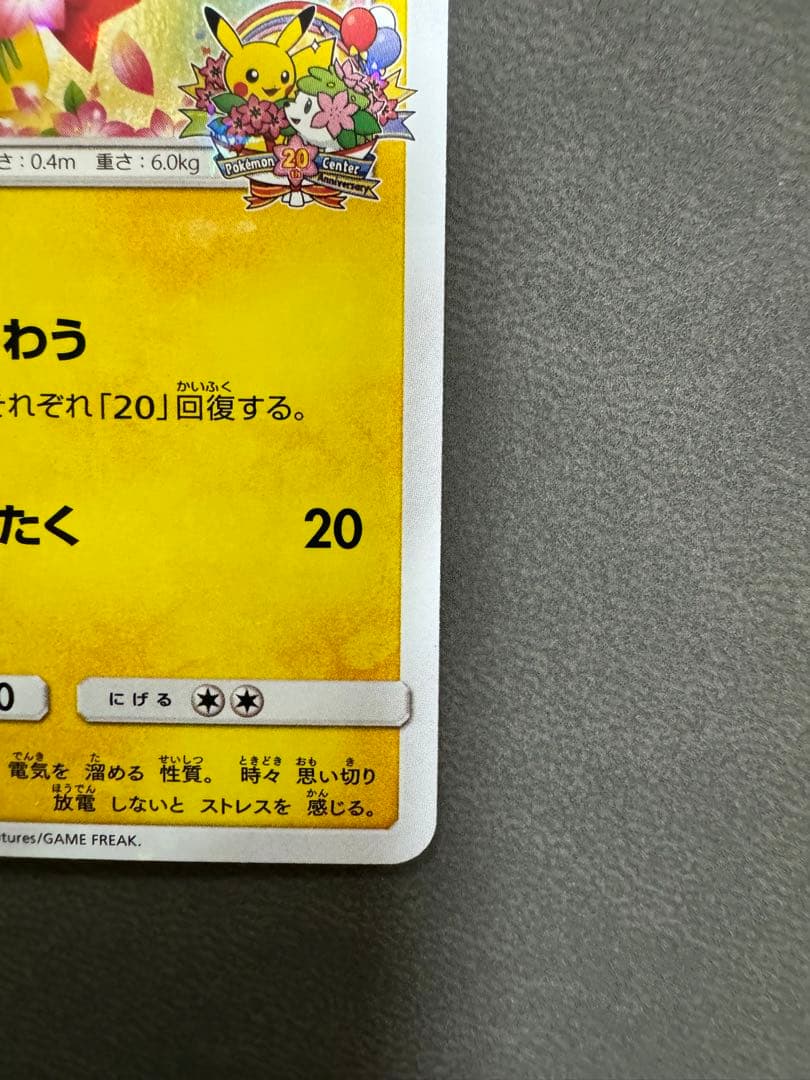 さ：0.4m 重さ：6.0kg
Pokémon 20th Center
Anniversary
わう
それぞれ「20」回復する。
かいふく
たく 20
0
にげる
でんき た せいしつ ときどき おも き
電気を 溜める 性質。 時々 思い切り
ほうでん かん
放電 しないと ストレスを 感じる。
tures/GAME FREAK.